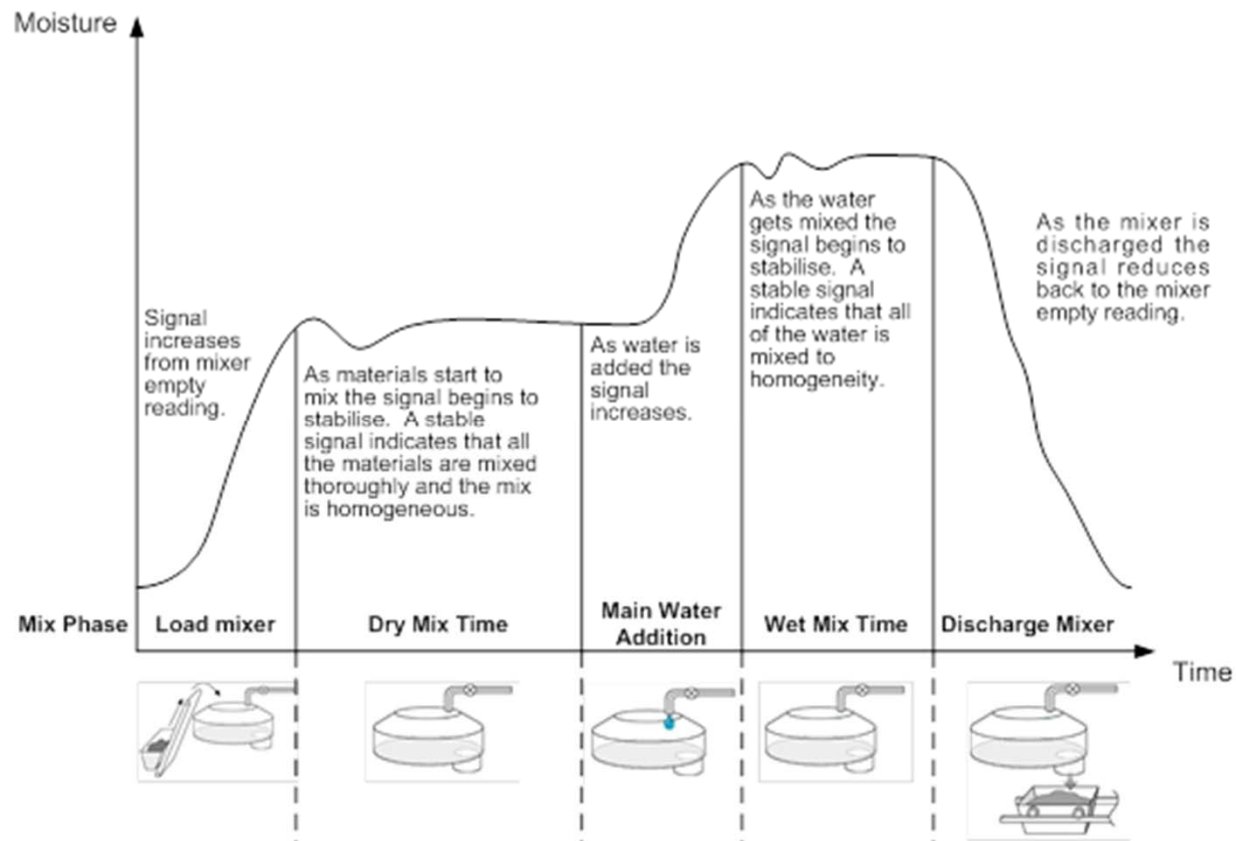 Moisture
Signal
increases
from mixer
empty
reading.
As materials start to
mix the signal begins to
stabilise. A stable
signal indicates that all
the materials are mixed
thoroughly and the mix
is homogeneous.
As water is
added the
signal
increases.
As the water
gets mixed the
signal begins to
stabilise. A
stable signal
indicates that all
of the water is
mixed to
homogeneity.
As the mixer is
discharged the
signal reduces
back to the mixer
empty reading.
Mix Phase
Load mixer
Dry Mix Time
Main Water
Addition
Wet Mix Time
Discharge Mixer
Time